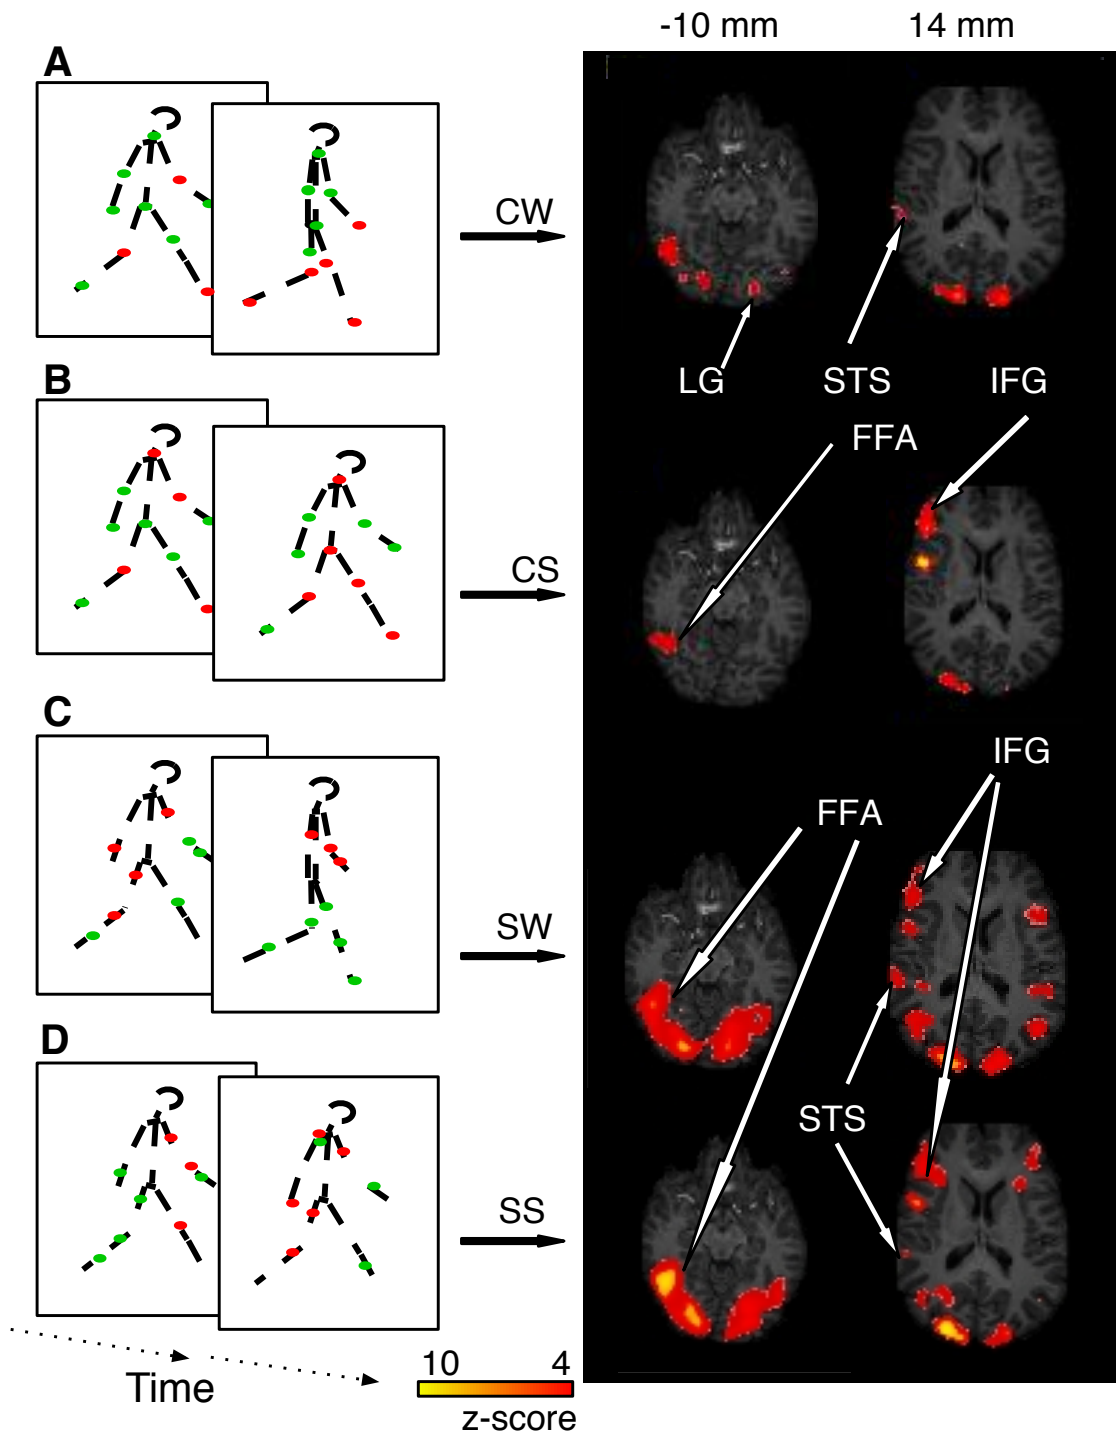 -10 mm 14 mm
A
CW
LG STS IFG
B
FFA
CS
C
IFG
FFA
SW
D
STS
SS
Time
10 4
z-score